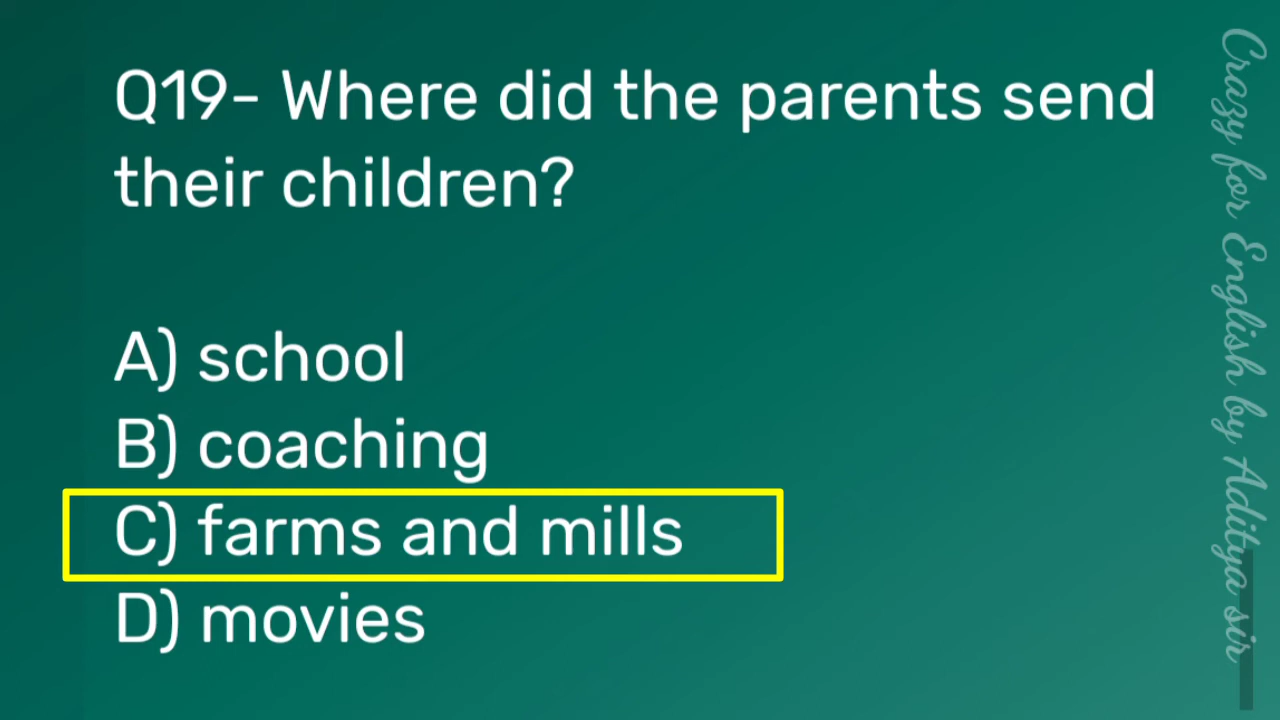 Q19- Where did the parents send
their children?
A) school
B) coaching
C) farms and mills
D) movies
Crazy for English by Aditya sir